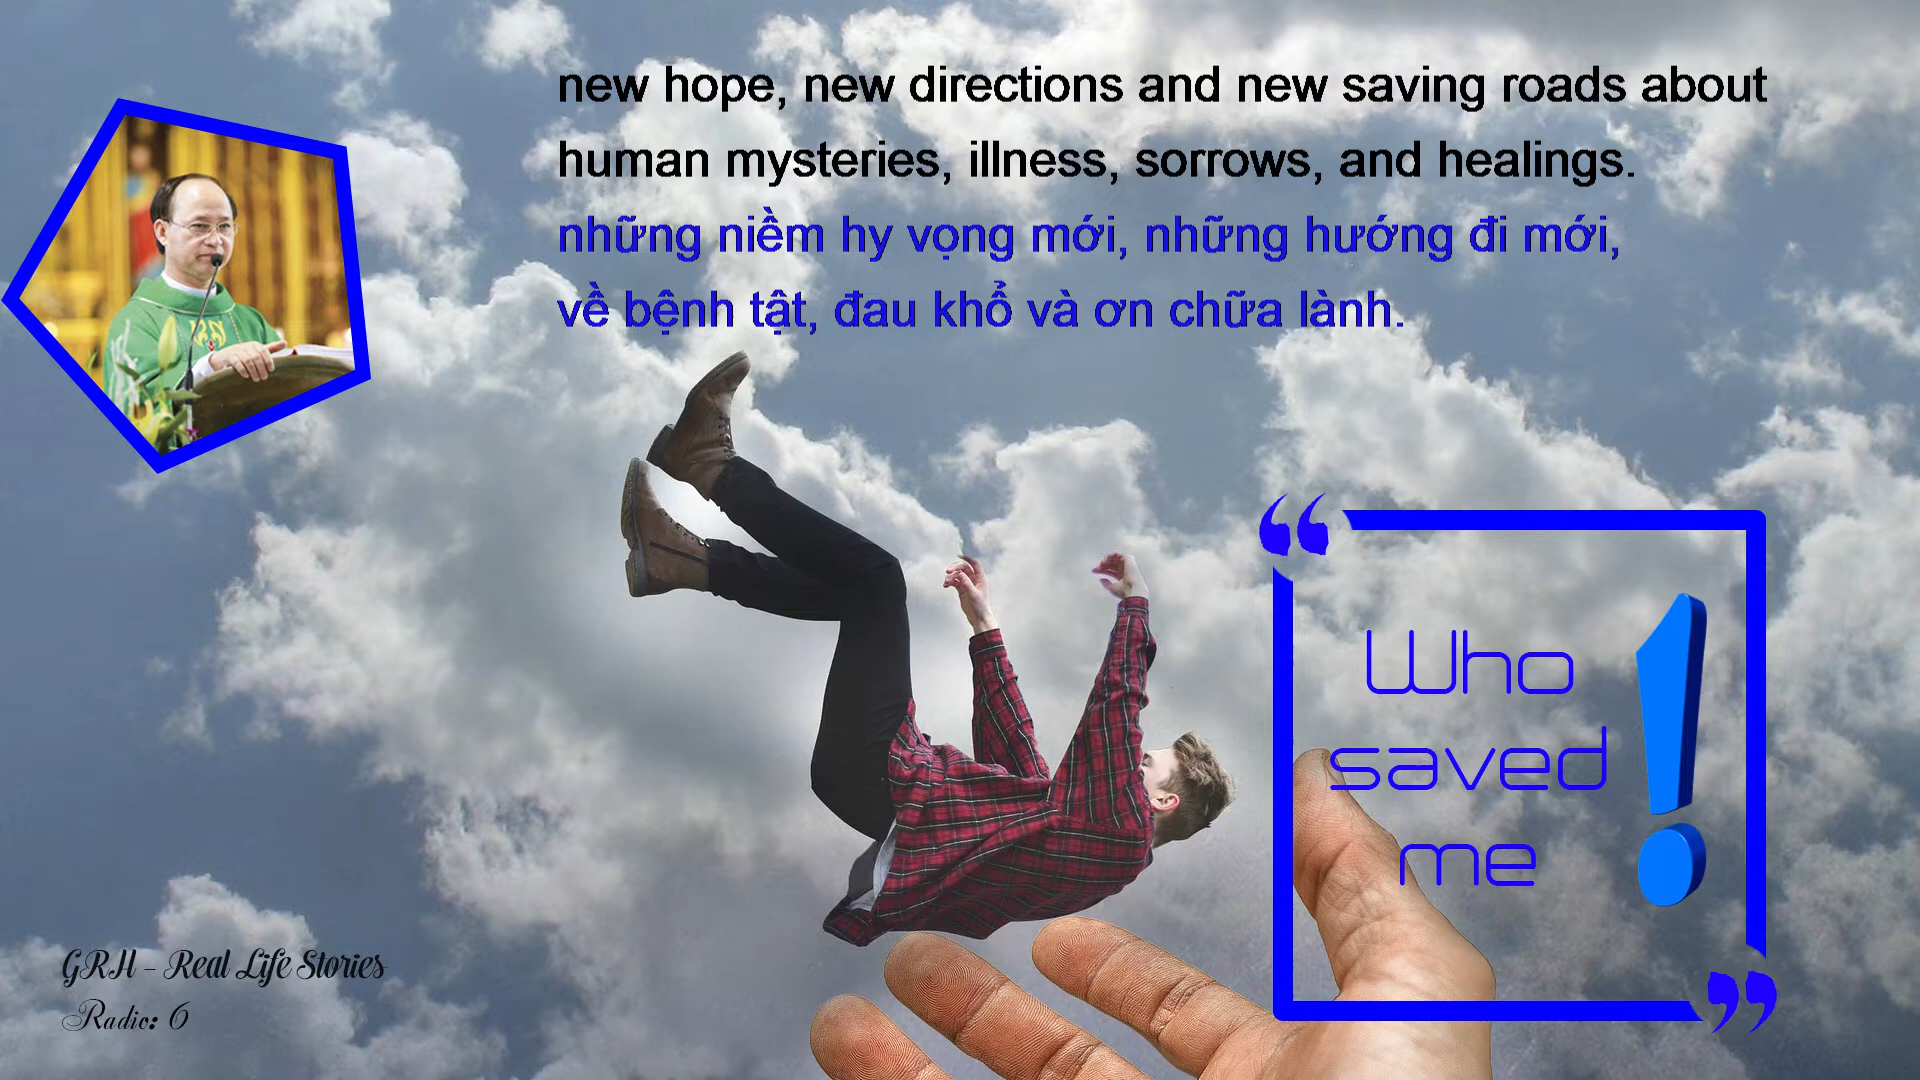 new hope, new directions and new saving roads about
human mysteries, illness, sorrows, and healings.
những niềm hy vọng mới, những hướng đi mới,
về bệnh tật, đau khổ và ơn chữa lành.
“Who
saved
me!”
GRH - Real Life Stories
Radio: 6